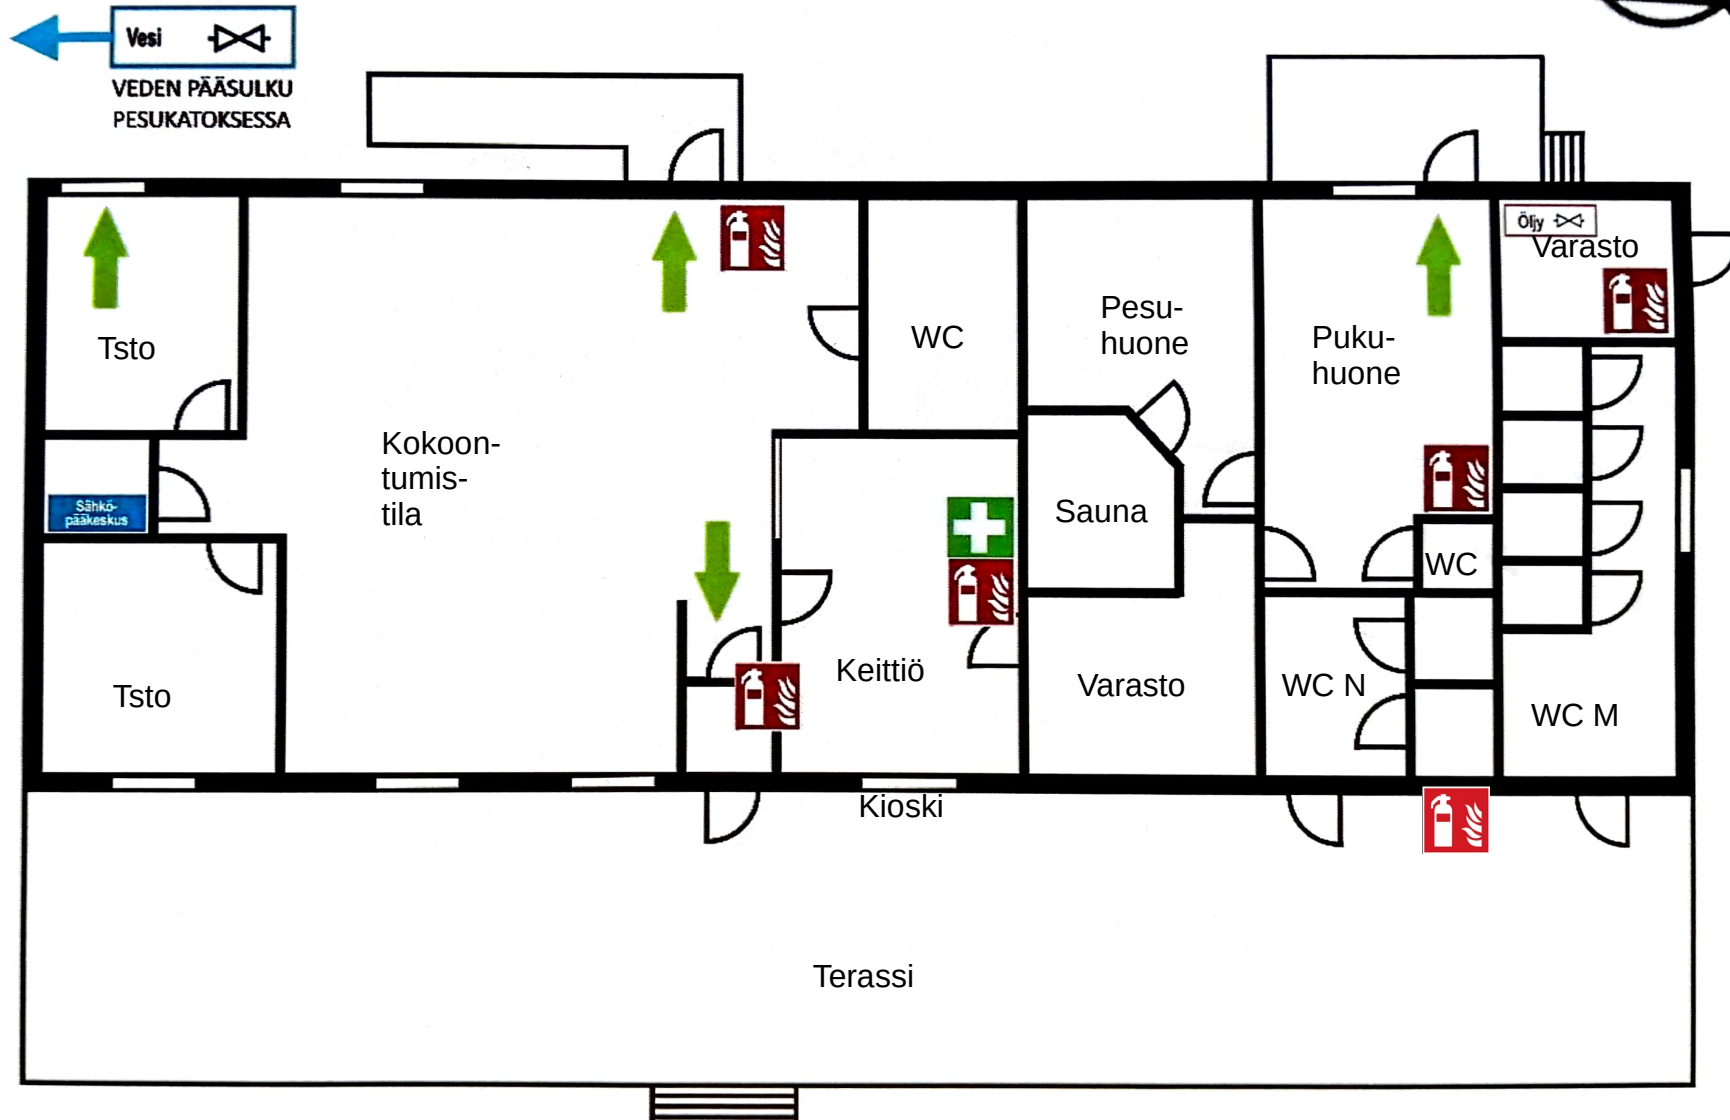 Vesi
VEDEN PÄÄSULKU
PESUKATOKSESSA
Öljy
Varasto
Tsto
WC
Pesu-
huone
Puku-
huone
Kokoon-
tumis-
tila
Sähkö-
pääkeskus
Sauna
WC
Keittiö
Tsto
Varasto
WC N
WC M
Kioski
Terassi